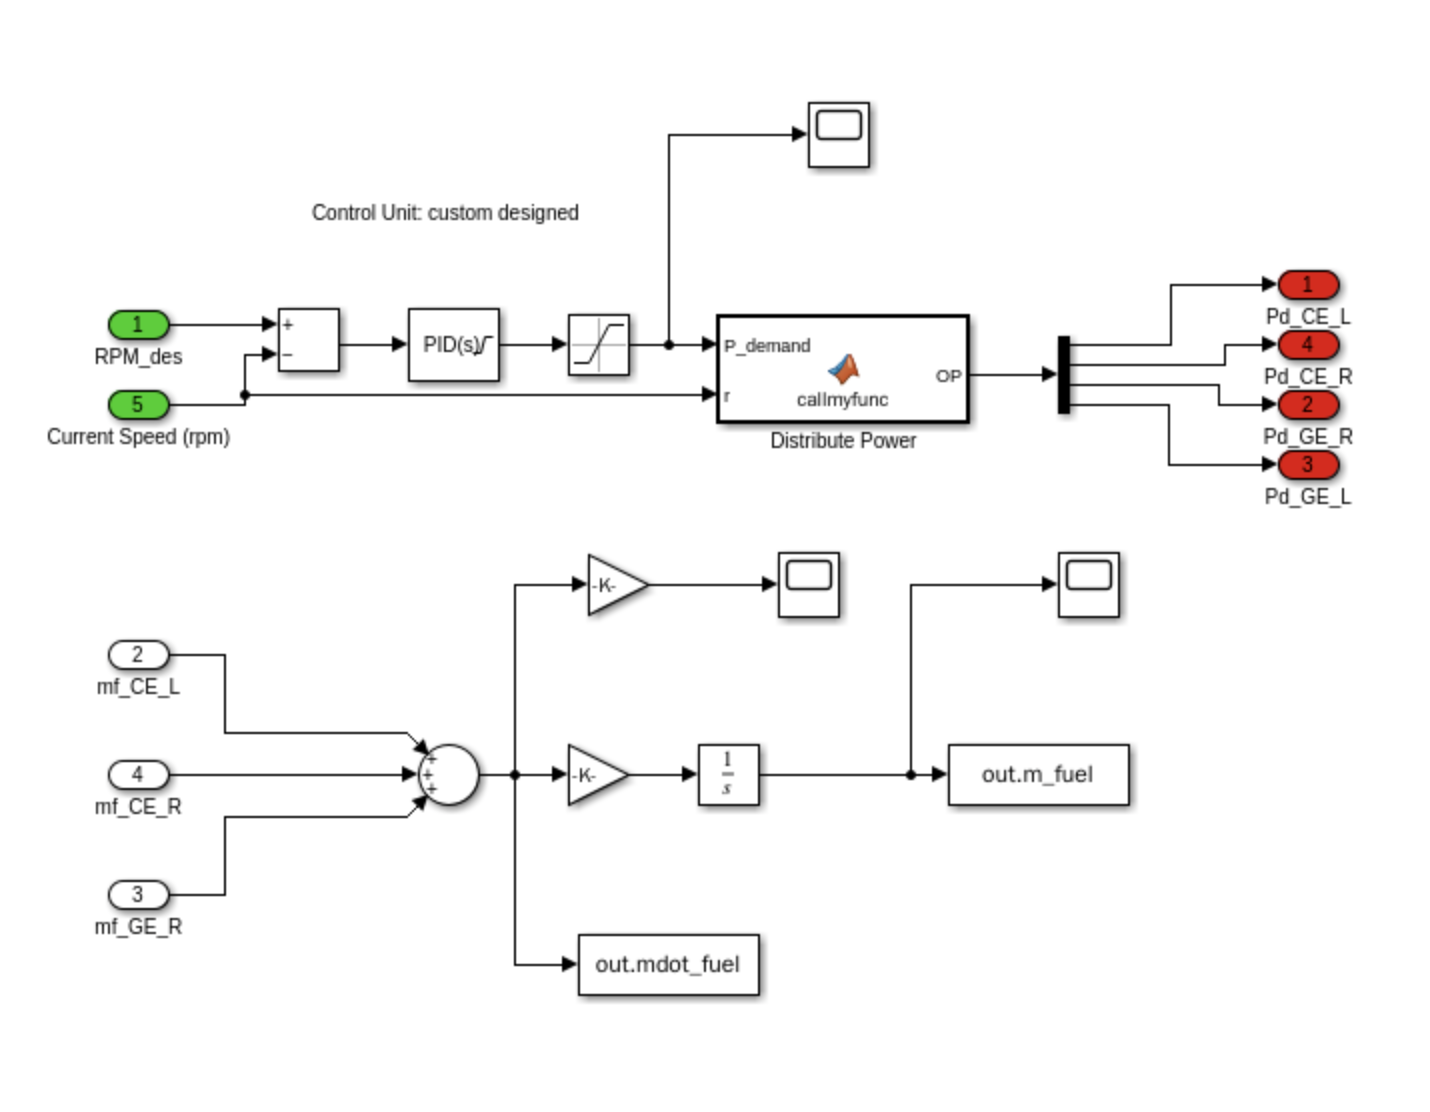 Control Unit: custom designed
1
RPM_des
+
−
PID(s)
5
Current Speed (rpm)
P_demand
r
OP
callmyfunc
Distribute Power
1
Pd_CE_L
4
Pd_CE_R
2
Pd_GE_R
3
Pd_GE_L
-K-
2
mf_CE_L
4
mf_CE_R
3
mf_GE_R
+
+
+
-K-
1
s
out.m_fuel
out.mdot_fuel